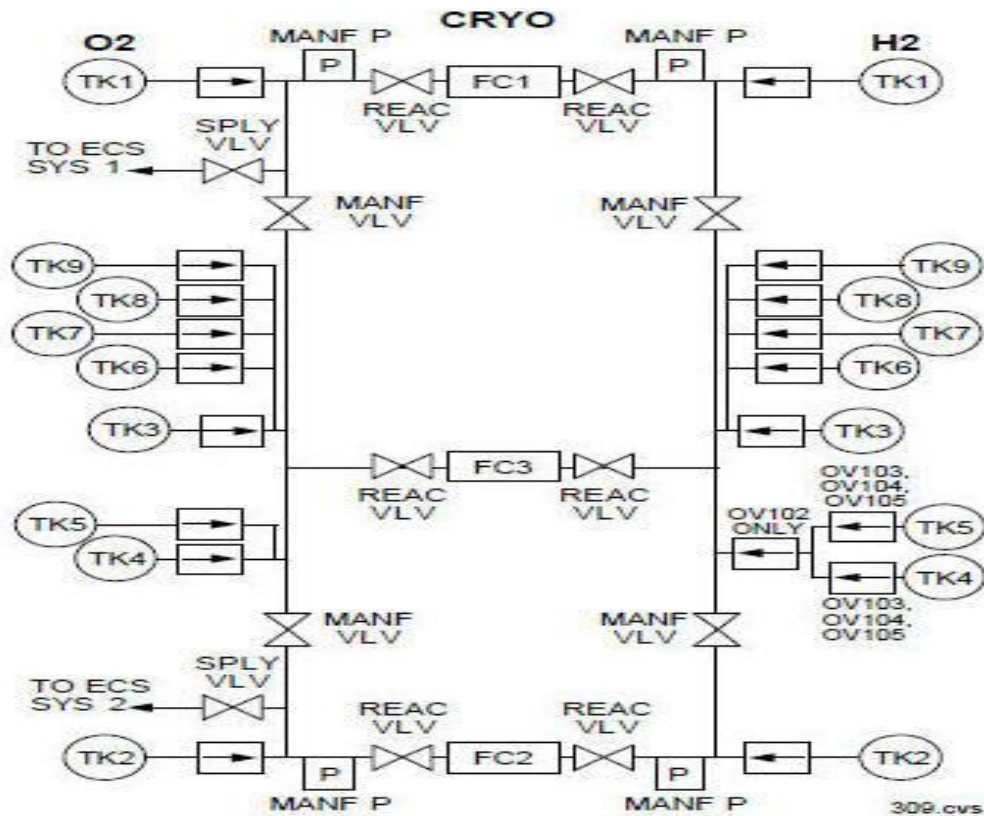 CRYO
O2
MANF P
MANF P
H2
TK1
P
FC1
P
TK1
REAC
VLV
REAC
VLV
SPLY
VLV
TO ECS
SYS 1
MANF
VLV
MANF
VLV
TK9
TK9
TK8
TK8
TK7
TK7
TK6
TK6
TK3
TK3
FC3
REAC
VLV
REAC
VLV
OV103,
OV104,
OV105
OV102
ONLY
TK5
TK5
TK4
TK4
OV103,
OV104,
OV105
MANF
VLV
MANF
VLV
SPLY
VLV
TO ECS
SYS 2
REAC
VLV
REAC
VLV
TK2
P
FC2
P
TK2
MANF P
MANF P
309.cvs